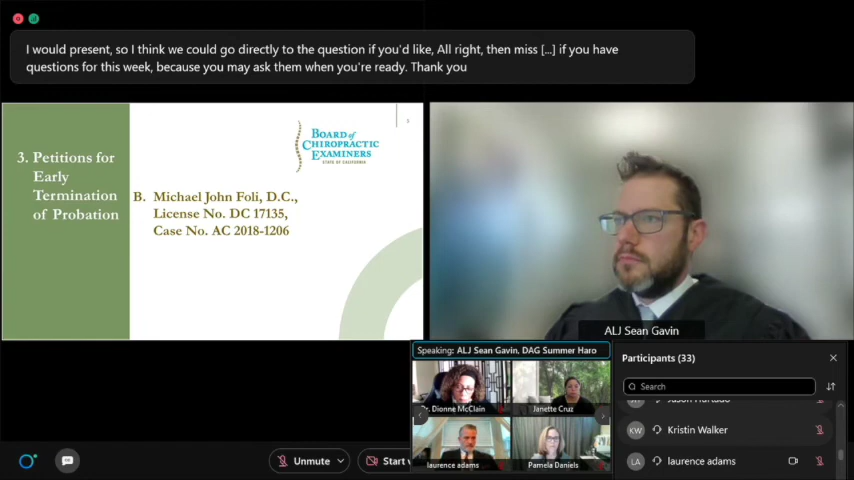 I would present, so I think we could go directly to the question if you'd like, All right, then miss [...] if you have
questions for this week, because you may ask them when you're ready. Thank you
3. Petitions for
Early
Termination
of Probation
BOARD of
CHIROPRACTIC
EXAMINERS
STATE OF CALIFORNIA
B. Michael John Foli, D.C.,
License No. DC 17135,
Case No. AC 2018-1206
ALJ Sean Gavin
Speaking: ALJ Sean Gavin, DAG Summer Haro
Dr. Dionne McClain
Janette Cruz
laurence adams
Pamela Daniels
Participants (33)
Search
KW Kristin Walker
LA laurence adams
Unmute
Start